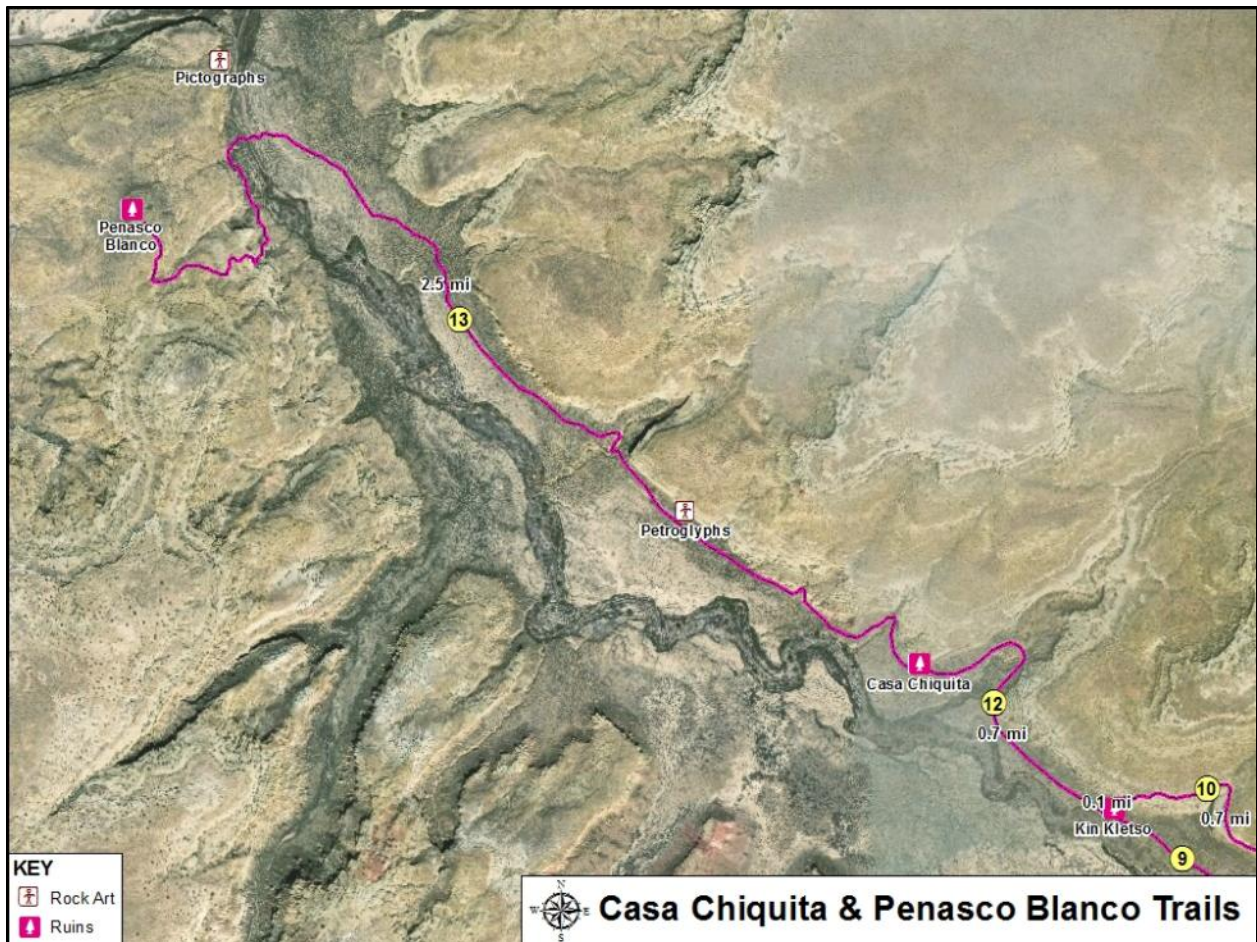 Pictographs
Penasco
Blanco
2.5 mi
13
Petroglyphs
Casa Chiquita
12
0.7 mi
10
0.1 mi
0.7 mi
Kin Kletso
9
KEY
Rock Art
Ruins
N
W E
S
Casa Chiquita & Penasco Blanco Trails